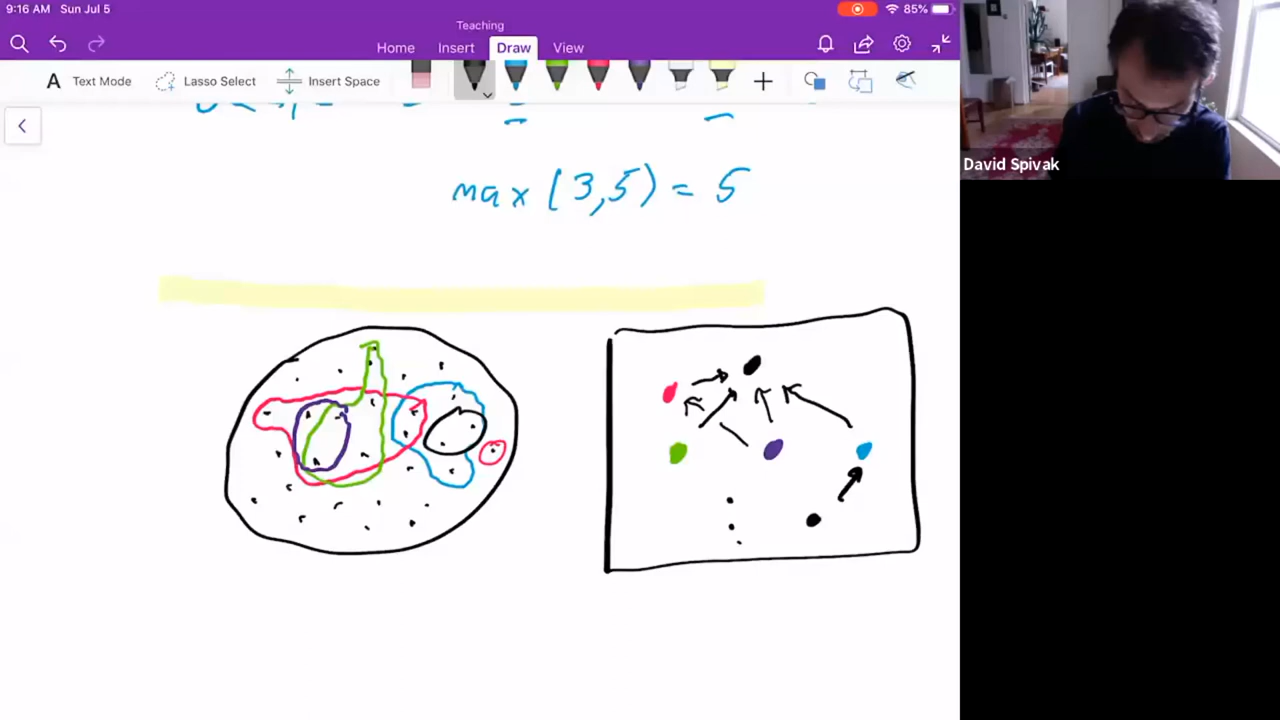 9:16 AM Sun Jul 5
85%
Teaching
Home Insert Draw View
Text Mode
Lasso Select
Insert Space
David Spivak
max (3,5) = 5